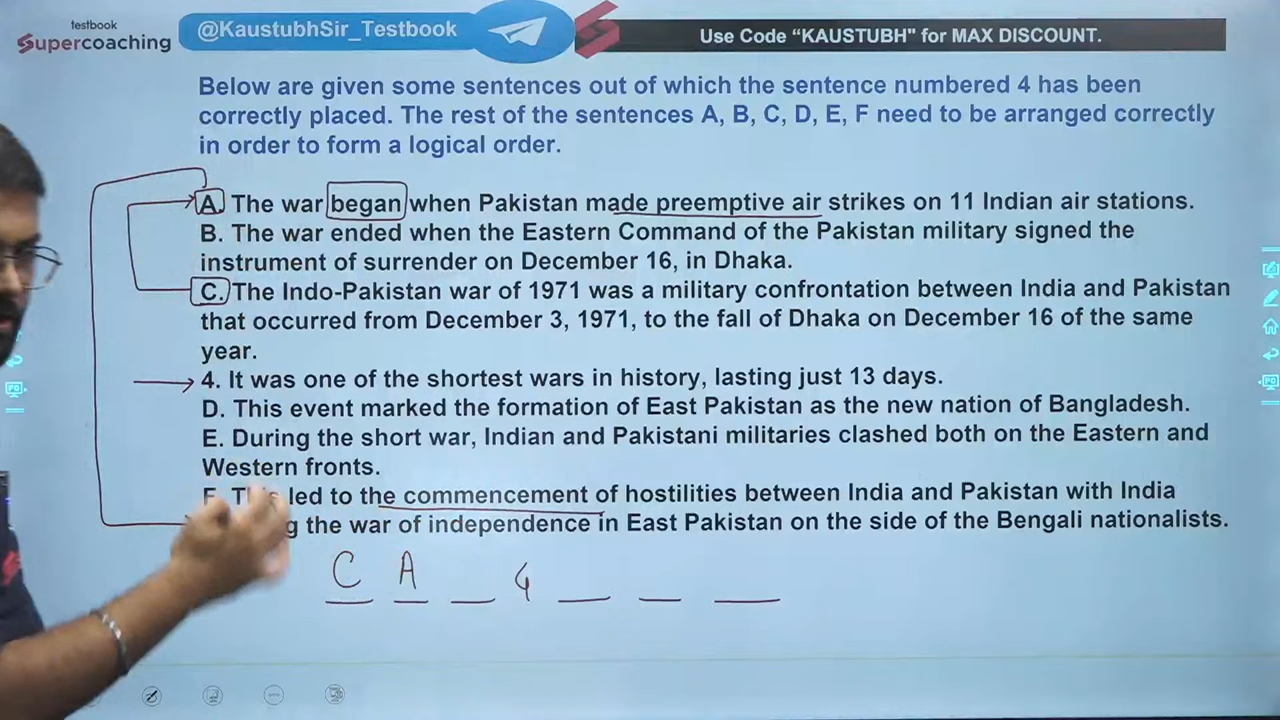 testbook
Supercoaching
@KaustubhSir_Testbook
Use Code “KAUSTUBH" for MAX DISCOUNT.
Below are given some sentences out of which the sentence numbered 4 has been
correctly placed. The rest of the sentences A, B, C, D, E, F need to be arranged correctly
in order to form a logical order.
A. The war began when Pakistan made preemptive air strikes on 11 Indian air stations.
B. The war ended when the Eastern Command of the Pakistan military signed the
instrument of surrender on December 16, in Dhaka.
C. The Indo-Pakistan war of 1971 was a military confrontation between India and Pakistan
that occurred from December 3, 1971, to the fall of Dhaka on December 16 of the same
year.
4. It was one of the shortest wars in history, lasting just 13 days.
D. This event marked the formation of East Pakistan as the new nation of Bangladesh.
E. During the short war, Indian and Pakistani militaries clashed both on the Eastern and
Western fronts.
F. This led to the commencement of hostilities between India and Pakistan with India
the war of independence in East Pakistan on the side of the Bengali nationalists.
C A 4